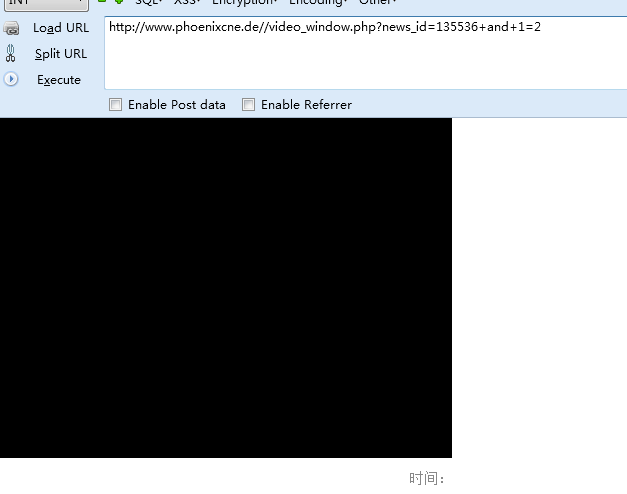 INT SQL XSS Encryption Encoding Other
Load URL http://www.phoenixcne.de//video_window.php?news_id=135536+and+1=2
Split URL
Execute
Enable Post data Enable Referrer
时间：